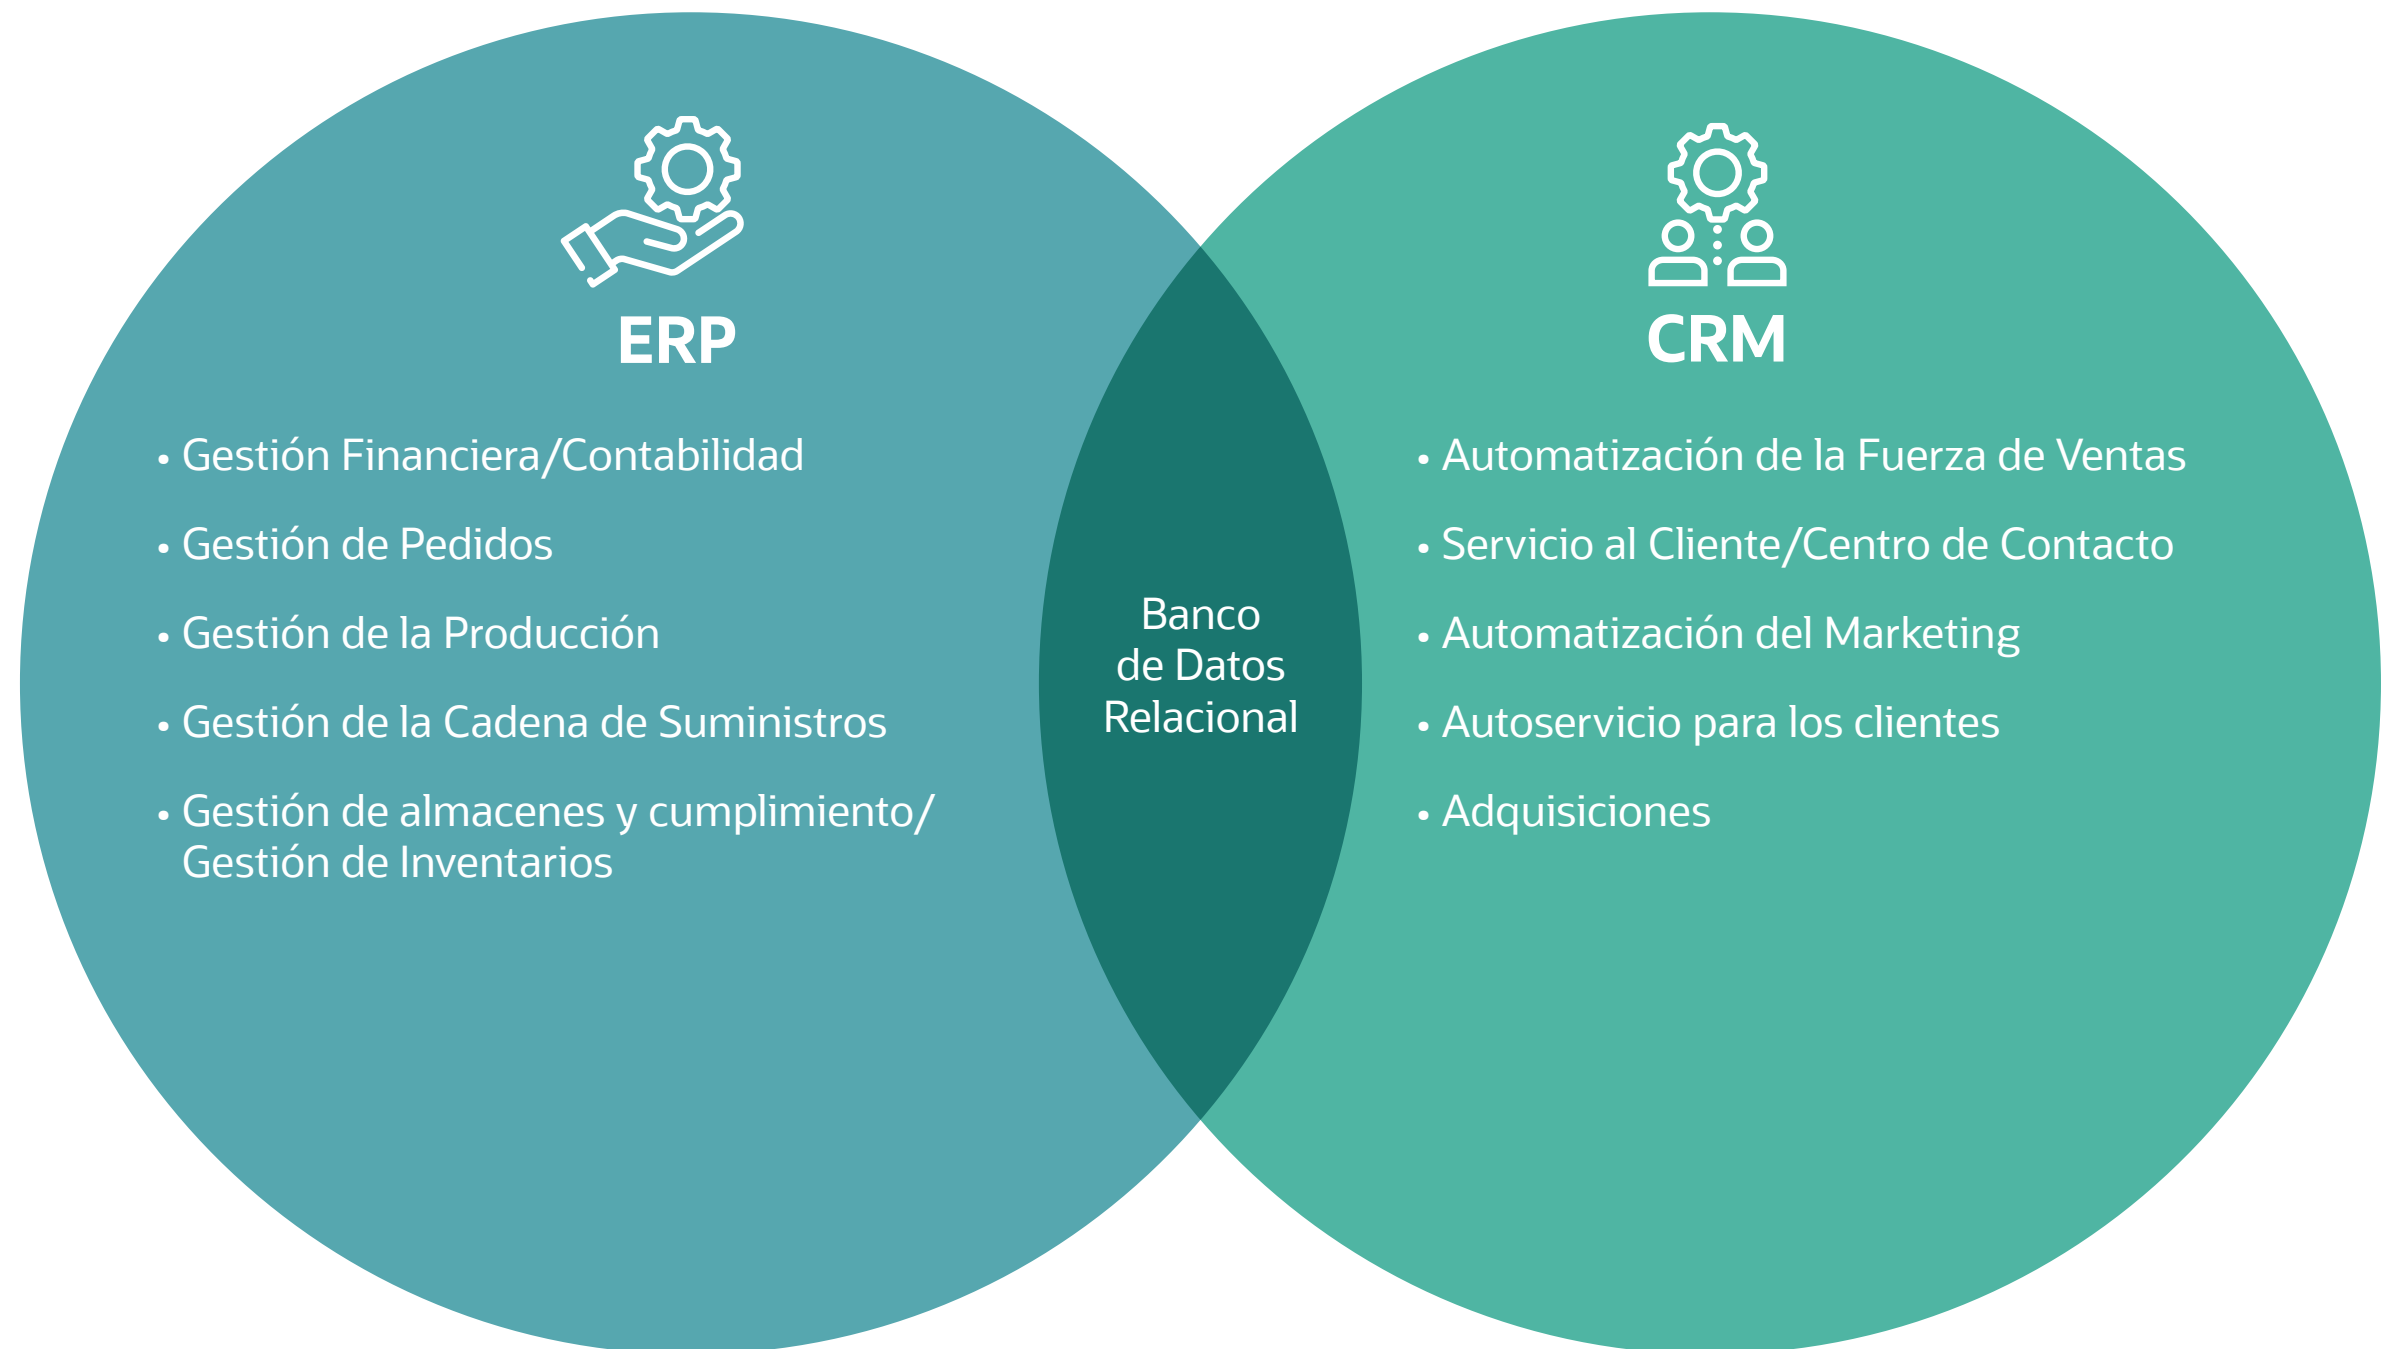 ERP
• Gestión Financiera/Contabilidad
• Gestión de Pedidos
• Gestión de la Producción
• Gestión de la Cadena de Suministros
• Gestión de almacenes y cumplimiento/
Gestión de Inventarios
Banco
de Datos
Relacional
CRM
• Automatización de la Fuerza de Ventas
• Servicio al Cliente/Centro de Contacto
• Automatización del Marketing
• Autoservicio para los clientes
• Adquisiciones